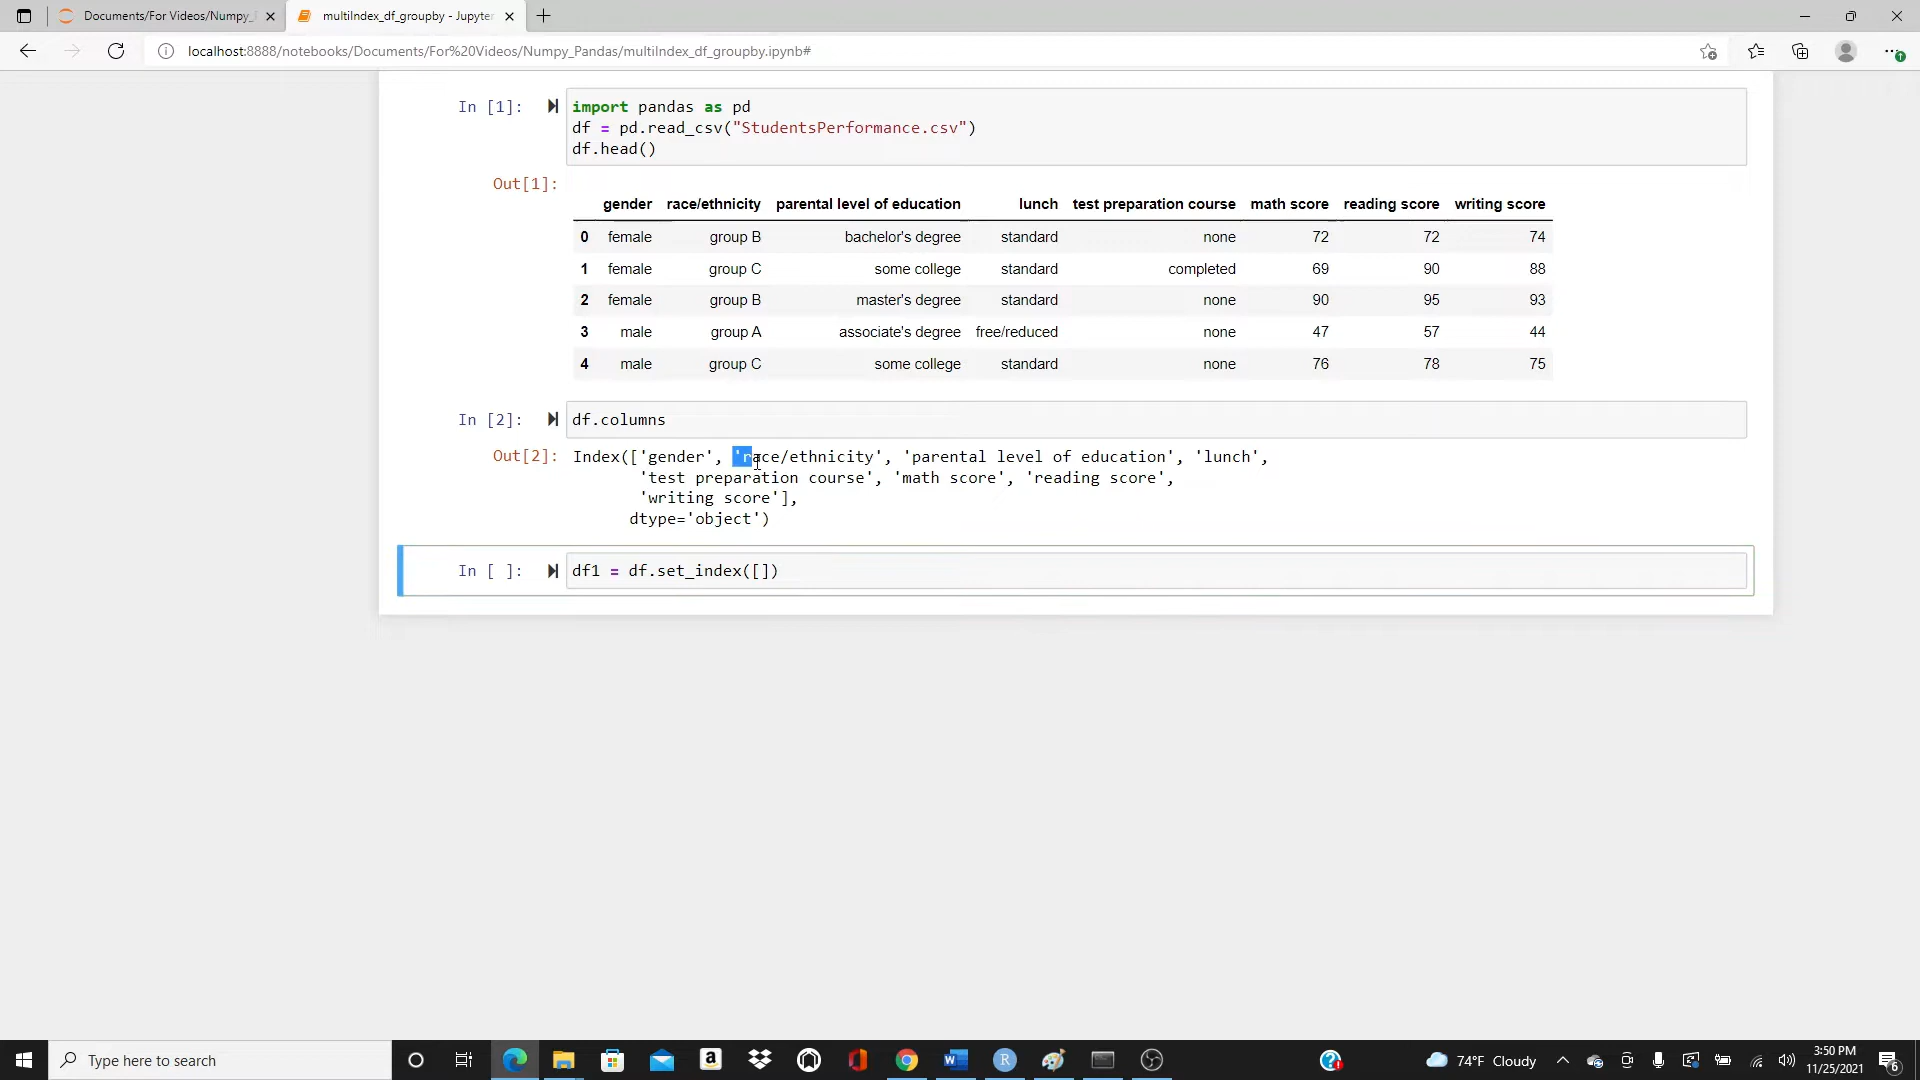 Documents/For Videos/Numpy_
multiIndex_df_groupby - Jupyter
localhost:8888/notebooks/Documents/For%20Videos/Numpy_Pandas/multiIndex_df_groupby.ipynb#
In [1]: import pandas as pd
df = pd.read_csv("StudentsPerformance.csv")
df.head()
Out[1]:
gender race/ethnicity parental level of education lunch test preparation course math score reading score writing score
0 female group B bachelor's degree standard none 72 72 74
1 female group C some college standard completed 69 90 88
2 female group B master's degree standard none 90 95 93
3 male group A associate's degree free/reduced none 47 57 44
4 male group C some college standard none 76 78 75
In [2]: df.columns
Out[2]: Index(['gender', 'race/ethnicity', 'parental level of education', 'lunch',
'test preparation course', 'math score', 'reading score',
'writing score'],
dtype='object')
In [ ]: df1 = df.set_index([])
Type here to search
74°F Cloudy
3:50 PM
11/25/2021
6